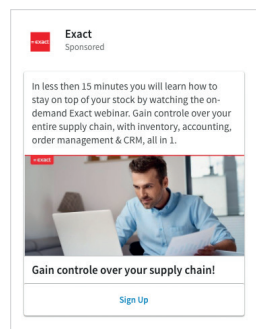 =exact
Exact
Sponsored
In less then 15 minutes you will learn how to
stay on top of your stock by watching the on-
demand Exact webinar. Gain controle over your
entire supply chain, with inventory, accounting,
order management & CRM, all in 1.
=exact
Gain controle over your supply chain!
Sign Up